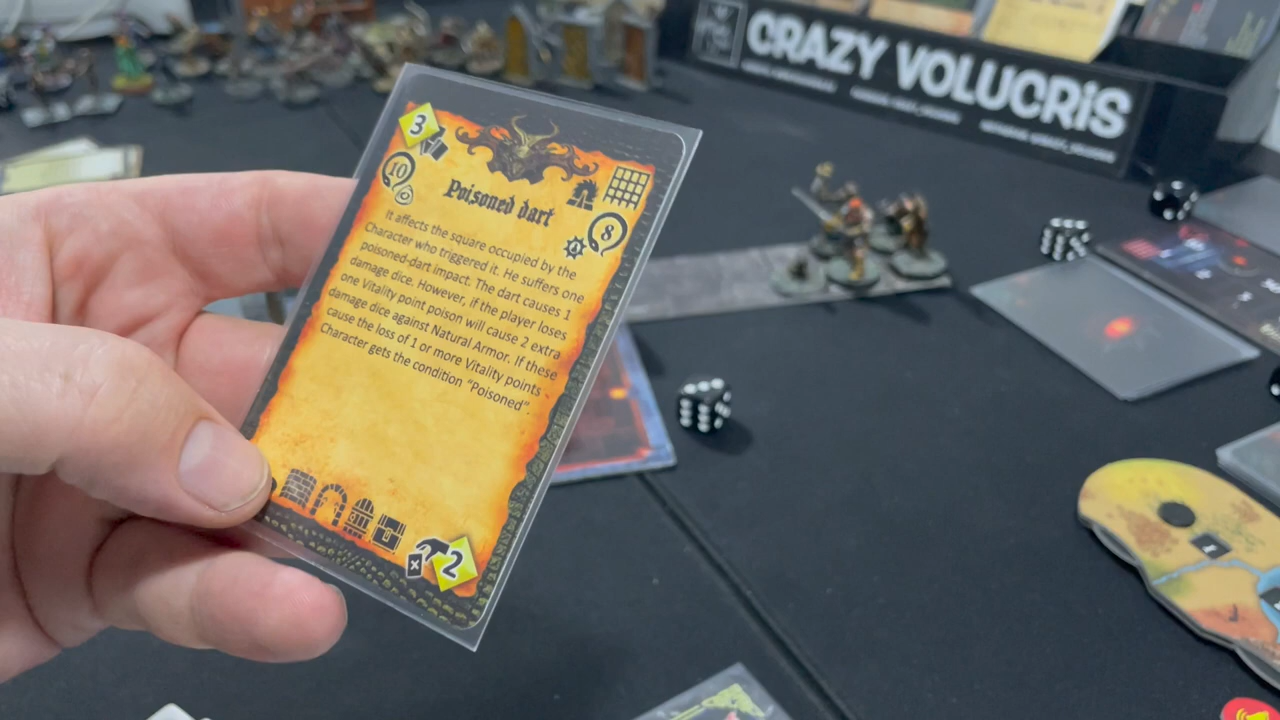 CRAZY VOLUCRiS
3
10
Poisoned dart
8
It affects the square occupied by the
Character who triggered it. He suffers one
poisoned-dart impact. The dart causes 1
damage dice. However, if the player loses
one Vitality point poison will cause 2 extra
damage dice against Natural Armor. If these
cause the loss of 1 or more Vitality points
Character gets the condition "Poisoned".
2